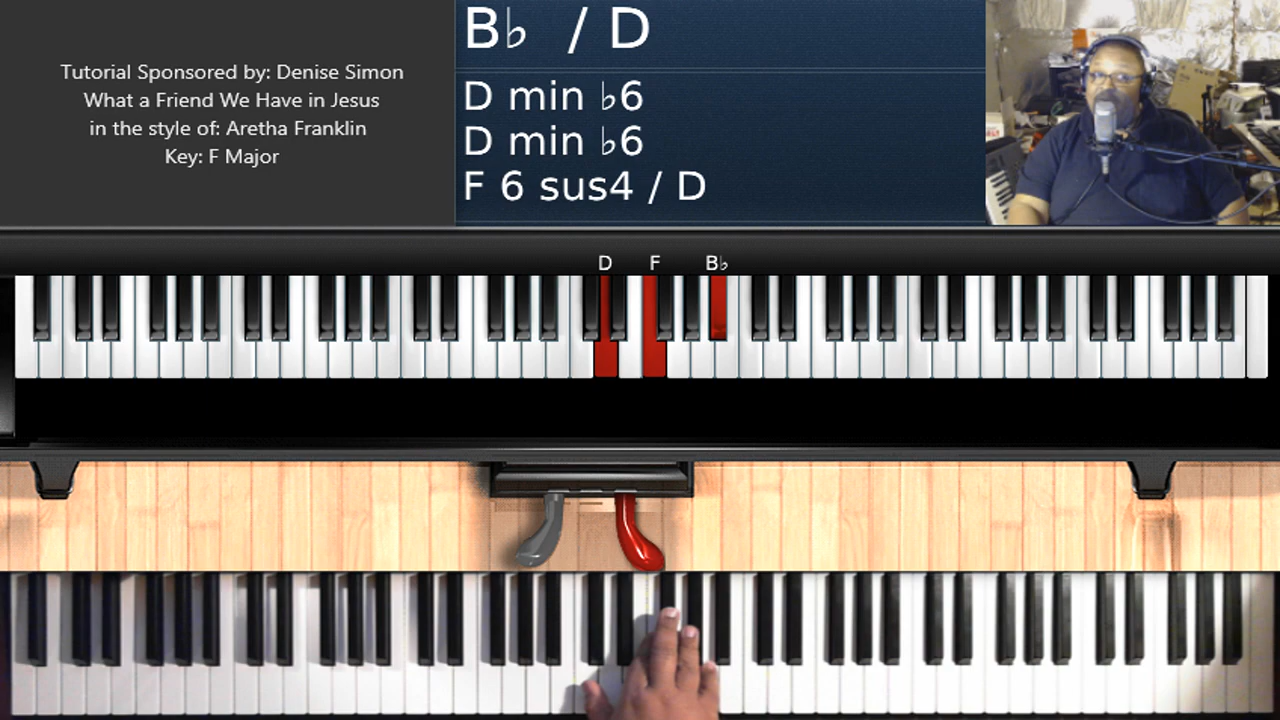 Tutorial Sponsored by: Denise Simon
What a Friend We Have in Jesus
in the style of: Aretha Franklin
Key: F Major
B♭ / D
D min ♭6
D min ♭6
F 6 sus4 / D
D F B♭